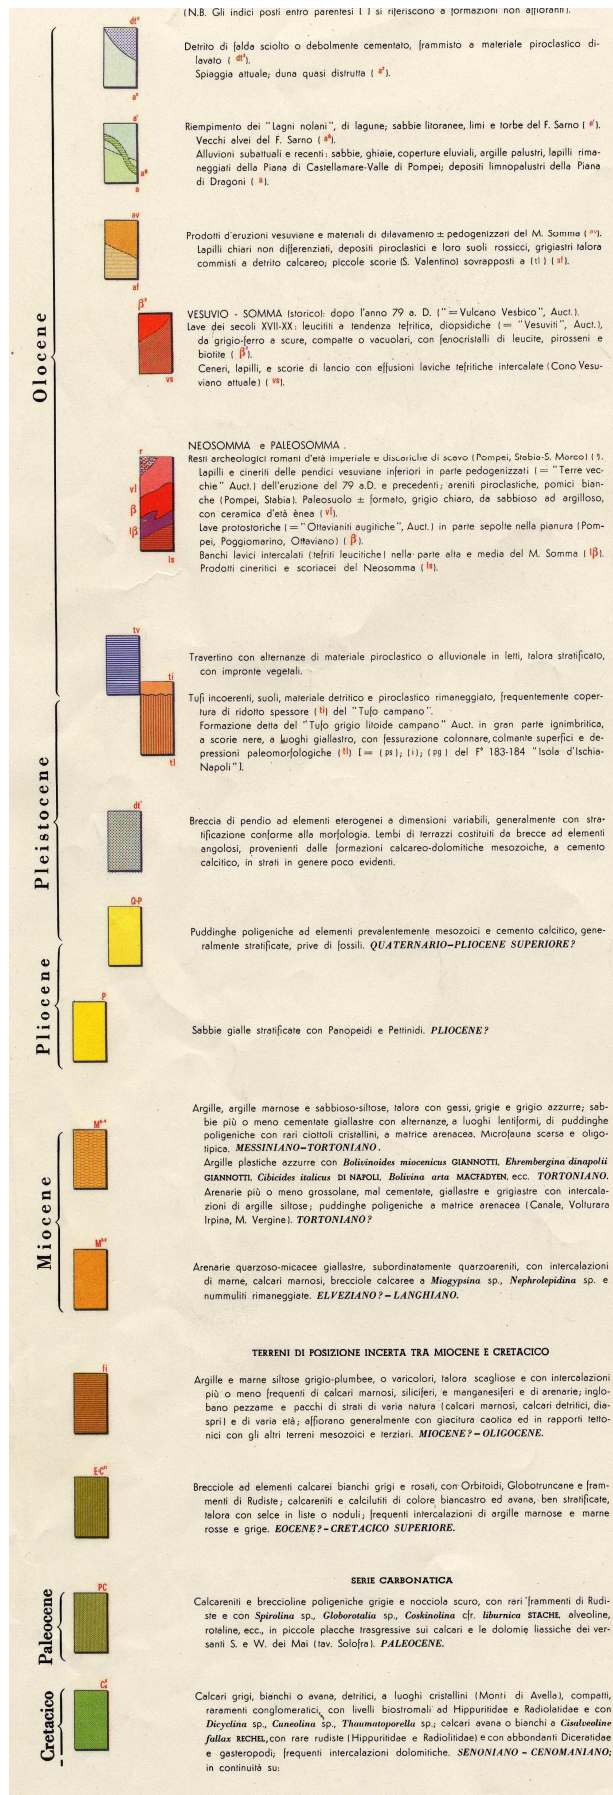 (N.B. Gli indici posti entro parentesi [ ] si riferiscono a formazioni non affioranti).
dt²
Detrito di falda sciolto o debolmente cementato, frammisto a materiale piroclastico di-
lavato ( dt² ).
Spiaggia attuale; duna quasi distrutta ( a² ).
a²
a¹
Riempimento dei "Lagni nolani", di lagune; sabbie litoranee, limi e torbe del F. Sarno ( a¹ ).
Vecchi alvei del F. Sarno ( aᵠ ).
Alluvioni subattuali e recenti: sabbie, ghiaie, coperture eluviali, argille palustri, lapilli rima-
neggiati della Piana di Castellamare-Valle di Pompei; depositi limnopalustri della Piana
di Dragoni ( a ).
aᵠ
a
av
Prodotti d'eruzioni vesuviane e materiali di dilavamento ± pedogenizzati del M. Somma ( av).
Lapilli chiari non differenziati, depositi piroclastici e loro suoli rossicci, grigiastri talora
commisti a detrito calcareo; piccole scorie (S. Valentino) sovrapposti a (tl) ( af).
af
Olocene
β²
VESUVIO - SOMMA (storico): dopo l'anno 79 a. D. ("=Vulcano Vesbico", Auct.).
Lave dei secoli XVII-XX: leucititi a tendenza tefritica, diopsidiche (= "Vesuviti", Auct.),
da grigio-ferro a scure, compatte o vacuolari, con fenocristalli di leucite, pirosseni e
biotite ( β² ).
Ceneri, lapilli, e scorie di lancio con effusioni laviche tefritiche intercalate (Cono Vesu-
viano attuale) ( vs).
vs
NEOSOMMA e PALEOSOMMA .
r
Resti archeologici romani d'età imperiale e discariche di scavo (Pompei, Stabia-S. Marco) ( r).
Lapilli e cineriti delle pendici vesuviane inferiori in parte pedogenizzati (= "Terre vec-
chie" Auct.) dell'eruzione del 79 a.D. e precedenti; areniti piroclastiche, pomici bian-
che (Pompei, Stabia). Paleosuolo ± formato, grigio chiaro, da sabbioso ad argilloso,
con ceramica d'età ènea ( vl).
Lave protostoriche (= "Ottavianiti augitiche", Auct.) in parte sepolte nella pianura (Pom-
pei, Poggiomarino, Ottaviano) ( β ).
Banchi lavici intercalati (tefriti leucitiche) nella parte alta e media del M. Somma ( lβ )
Prodotti cineritici e scoriacei del Neosomma ( ls).
vl
β
lβ
ls
tv
Travertino con alternanze di materiale piroclastico o alluvionale in letti, talora stratificato,
con impronte vegetali.
ti
Tufi incoerenti, suoli, materiale detritico e piroclastico rimaneggiato, frequentemente coper-
tura di ridotto spessore ( ti) del "Tufo campano".
Formazione detta del "Tufo grigio litoide campano" Auct. in gran parte ignimbritica,
a scorie nere, a luoghi giallastro, con fessurazione colonnare, colmante superfici e de-
pressioni paleomorfologiche ( tl) [= ( ps); (i); ( pg) del F° 183-184 "Isola d'Ischia-
Napoli"].
tl
Pleistocene
dt¹
Breccia di pendio ad elementi eterogenei a dimensioni variabili, generalmente con stra-
tificazione conforme alla morfologia. Lembi di terrazzi costituiti da brecce ad elementi
angolosi, provenienti dalle formazioni calcareo-dolomitiche mesozoiche, a cemento
calcitico, in strati in genere poco evidenti.
Q-P
Puddinghe poligeniche ad elementi prevalentemente mesozoici e cemento calcitico, gene-
ralmente stratificate, prive di fossili. QUATERNARIO–PLIOCENE SUPERIORE?
Pliocene
P
Sabbie gialle stratificate con Panopeidi e Pettinidi. PLIOCENE?
Miocene
Argille, argille marnose e sabbioso-siltose, talora con gessi, grigie e grigio azzurre; sab-
bie più o meno cementate giallastre con alternanze, a luoghi lentiformi, di puddinghe
poligeniche con rari ciottoli cristallini, a matrice arenacea. Microfauna scarsa e oligo-
tipica. MESSINIANO–TORTONIANO.
Argille plastiche azzurre con Bolivinoides miocenicus GIANNOTTI, Ehrembergina dinapolii
GIANNOTTI, Cibicides italicus DI NAPOLI, Bolivina arta MACFADYEN, ecc. TORTONIANO.
Arenarie più o meno grossolane, mal cementate, giallastre e grigiastre con intercala-
zioni di argille siltose; puddinghe poligeniche a matrice arenacea (Canale, Volturara
Irpina, M. Vergine). TORTONIANO?
Arenarie quarzoso-micacee giallastre, subordinatamente quarzoareniti, con intercalazioni
di marne, calcari marnosi, brecciole calcaree a Miogypsina sp., Nephrolepidina sp. e
nummuliti rimaneggiate. ELVEZIANO?–LANGHIANO.
TERRENI DI POSIZIONE INCERTA TRA MIOCENE E CRETACICO
fi
Argille e marne siltose grigio-plumbee, o varicolori, talora scagliose e con intercalazioni
più o meno frequenti di calcari marnosi, siliciferi, e manganesiferi e di arenarie; inglo-
bano pezzame e pacchi di strati di varia natura (calcari marnosi, calcari detritici, dia-
spri) e di varia età; affiorano generalmente con giacitura caotica ed in rapporti tetto-
nici con gli altri terreni mesozoici e terziari. MIOCENE?–OLIGOCENE.
Brecciole ad elementi calcarei bianchi grigi e rosati, con Orbitoidi, Globotruncane e fram-
menti di Rudiste; calcareniti e calcilutiti di colore biancastro ed avana, ben stratificate,
talora con selce in liste o noduli; frequenti intercalazioni di argille marnose e marne
rosse e grige. EOCENE?–CRETACICO SUPERIORE.
SERIE CARBONATICA
Paleocene
PC
Calcareniti e breccioline poligeniche grigie e nocciola scuro, con rari frammenti di Rudi-
ste e con Spirolina sp., Globorotalia sp., Coskinolina cfr. liburnica STACHE, alveoline,
rotaline, ecc., in piccole placche trasgressive sui calcari e le dolomie liassiche dei ver-
santi S. e W. dei Mai (tav. Solofra). PALEOCENE.
Cretacico
Calcari grigi, bianchi o avana, detritici, a luoghi cristallini (Monti di Avella), compatti,
raramenti conglomeratici, con livelli biostromali ad Hippuritidae e Radiolatidae e con
Dicyclina sp., Cuneolina sp., Thaumatoporella sp.; calcari avana o bianchi a Cisalveolina
fallax RECHEL, con rare rudiste (Hippuritidae e Radiolitidae) e con abbondanti Diceratidae
e gasteropodi; frequenti intercalazioni dolomitiche. SENONIANO – CENOMANIANO;
in continuità su: